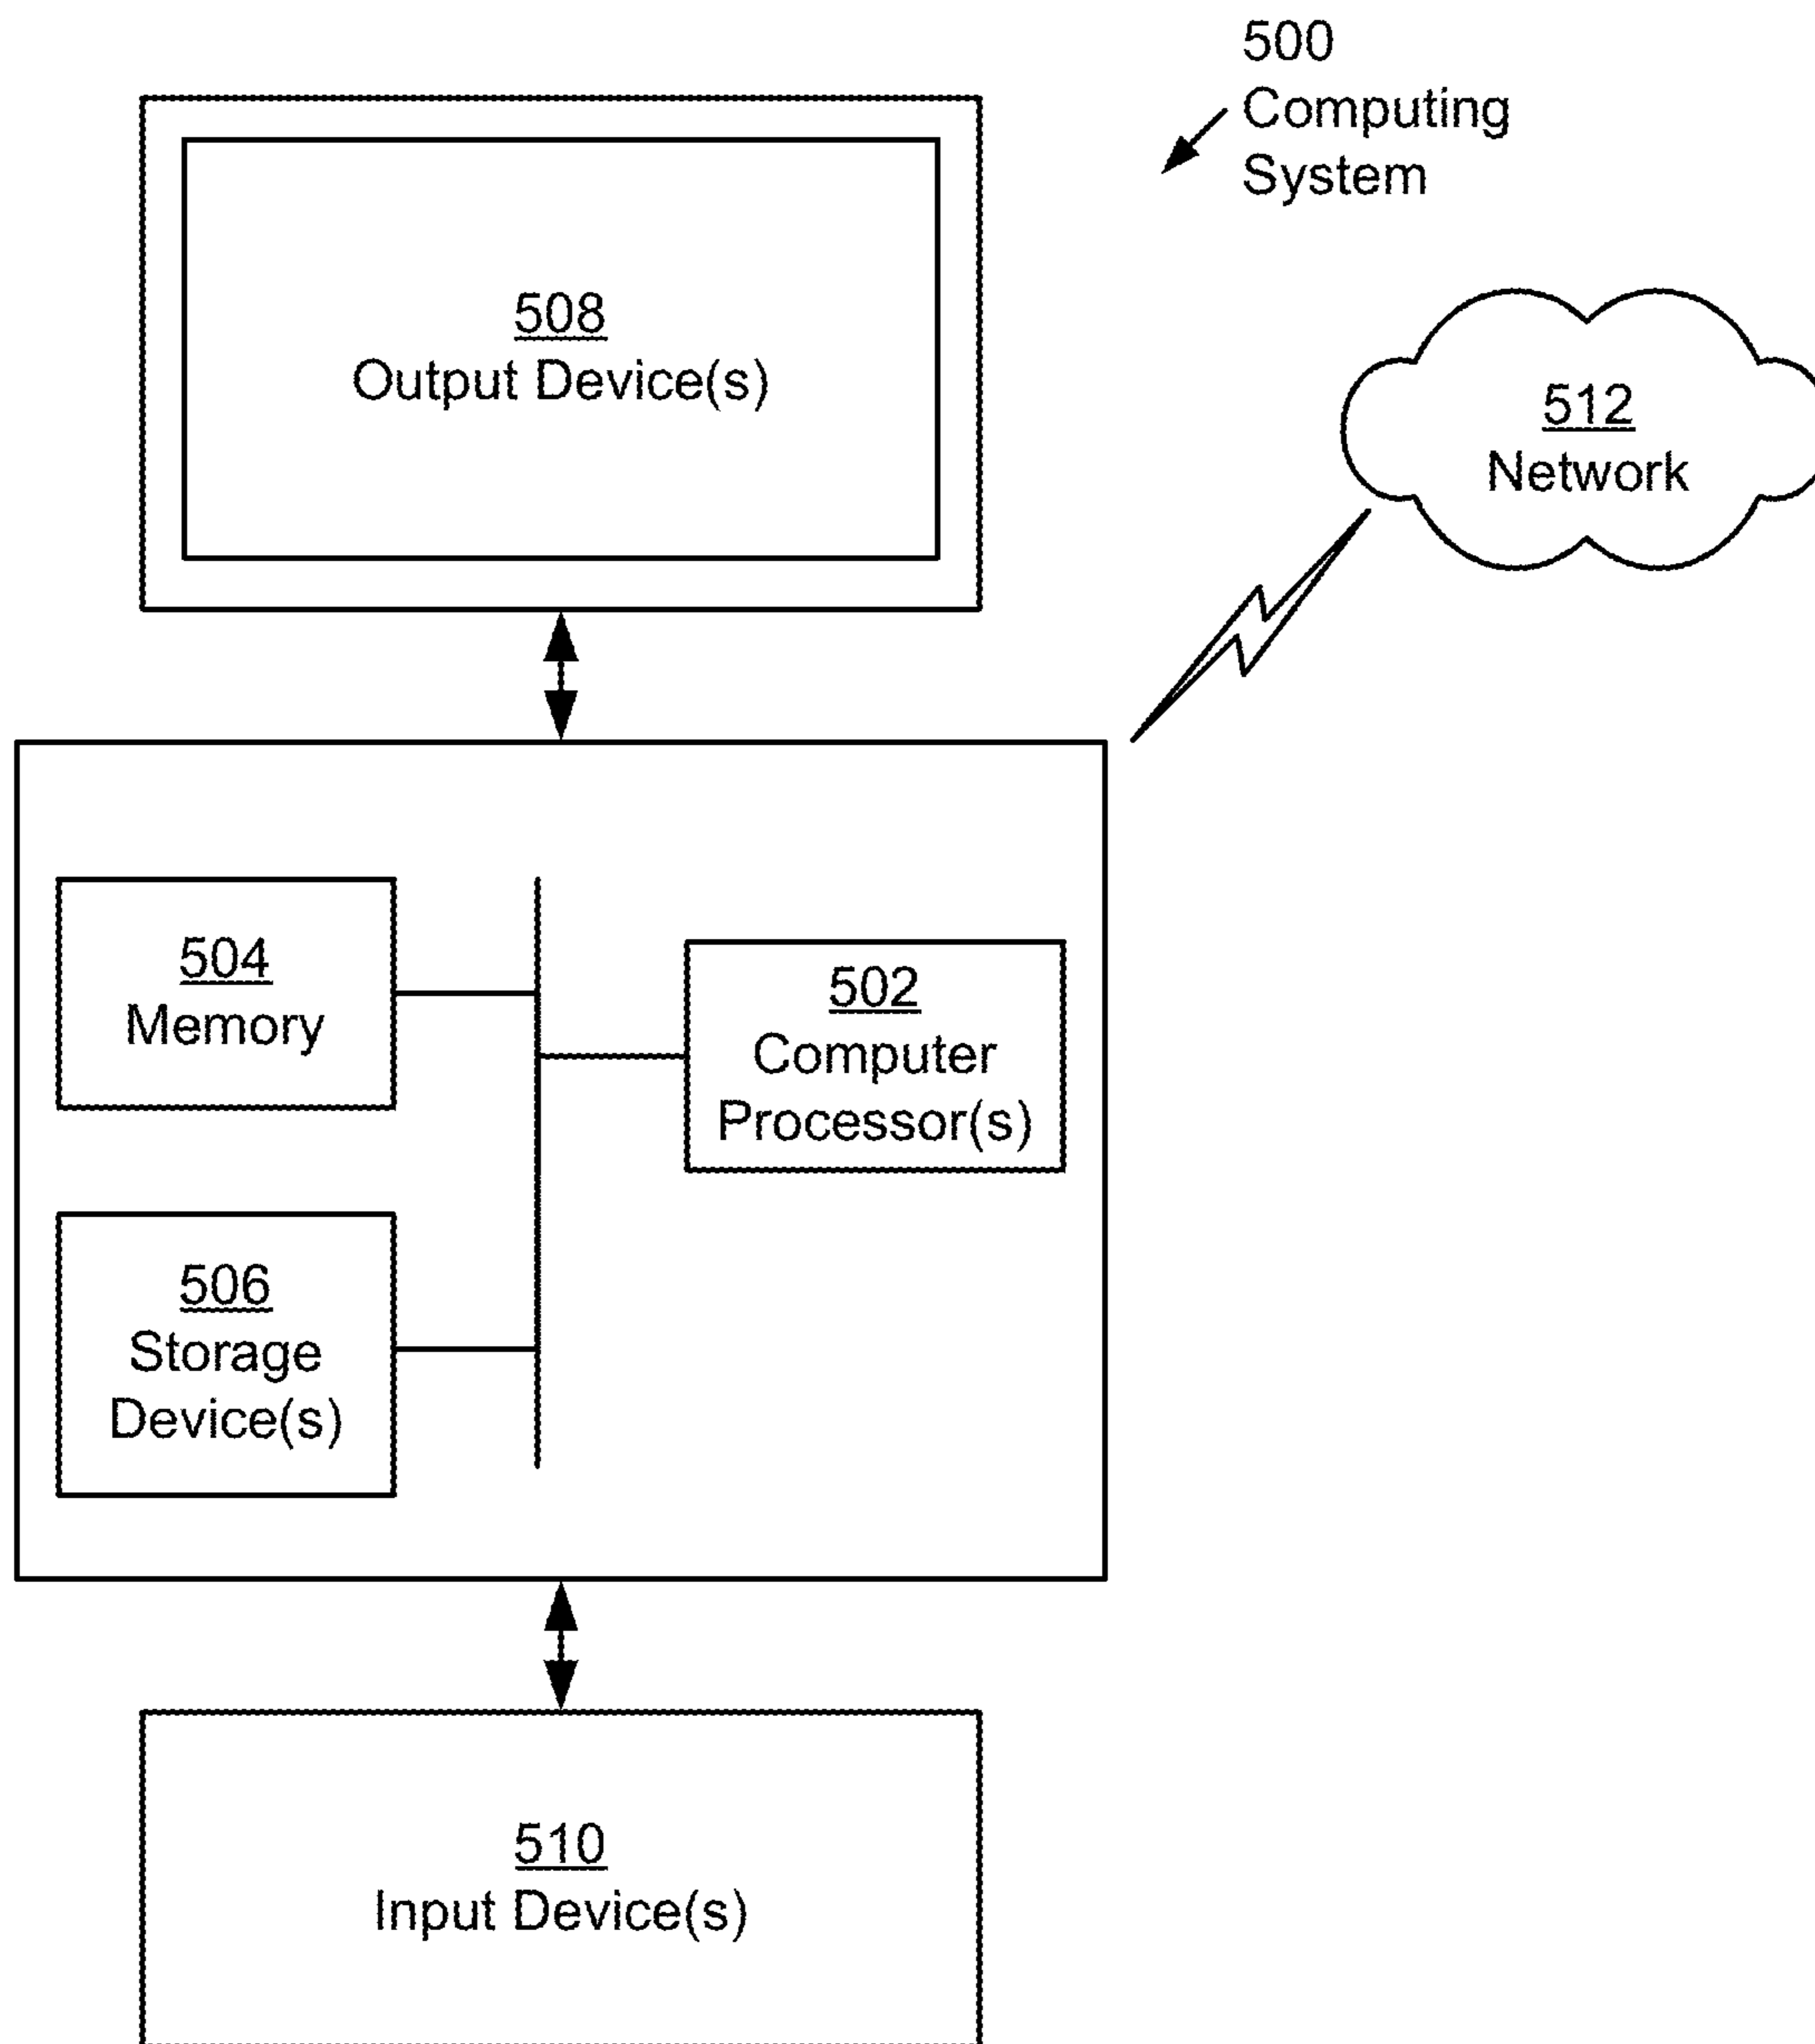 500
Computing
System
508
Output Device(s)
512
Network
504
Memory
502
Computer
Processor(s)
506
Storage
Device(s)
510
Input Device(s)